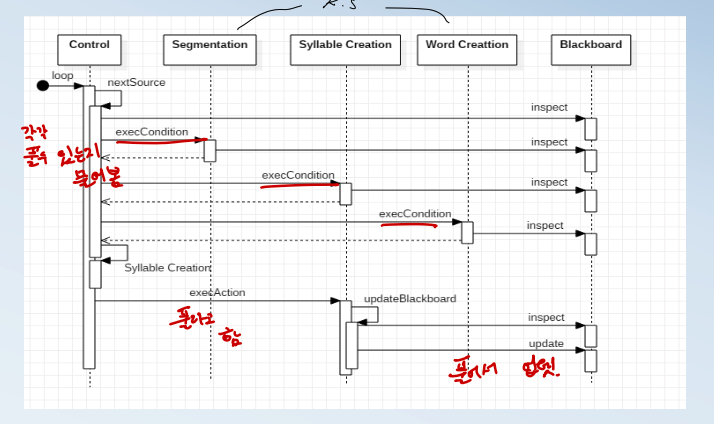 K.S
Control
Segmentation
Syllable Creation
Word Creattion
Blackboard
loop
nextSource
inspect
execCondition
inspect
각각
풀수 있는지
물어봄
execCondition
inspect
execCondition
inspect
Syllable Creation
execAction
풀라고
함
updateBlackboard
inspect
update
풀어서 업뎃!